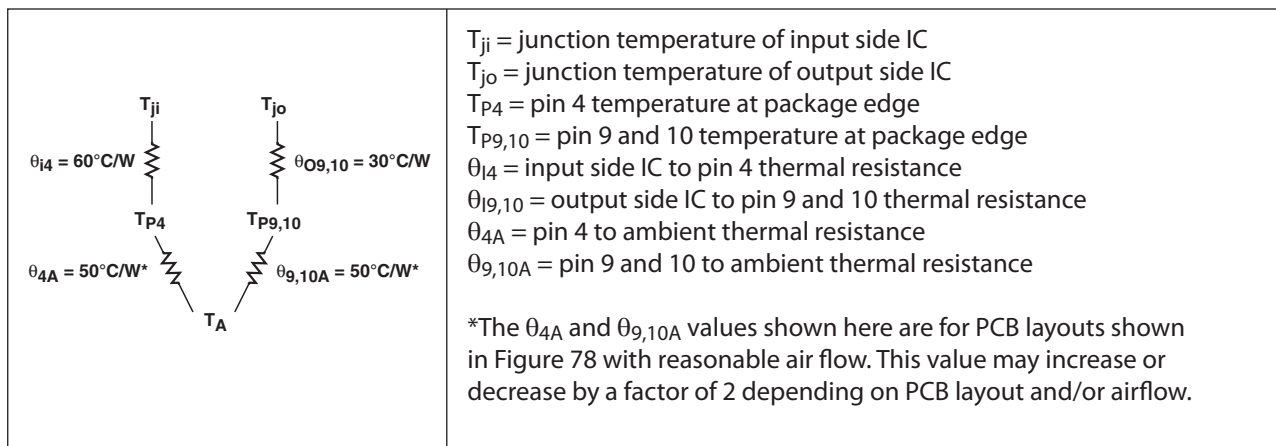 Tji
Tjo
θi4 = 60°C/W
θO9,10 = 30°C/W
TP4
TP9,10
θ4A = 50°C/W*
θ9,10A = 50°C/W*
TA
Tji = junction temperature of input side IC
Tjo = junction temperature of output side IC
TP4 = pin 4 temperature at package edge
TP9,10 = pin 9 and 10 temperature at package edge
θI4 = input side IC to pin 4 thermal resistance
θI9,10 = output side IC to pin 9 and 10 thermal resistance
θ4A = pin 4 to ambient thermal resistance
θ9,10A = pin 9 and 10 to ambient thermal resistance
*The θ4A and θ9,10A values shown here are for PCB layouts shown
in Figure 78 with reasonable air flow. This value may increase or
decrease by a factor of 2 depending on PCB layout and/or airflow.